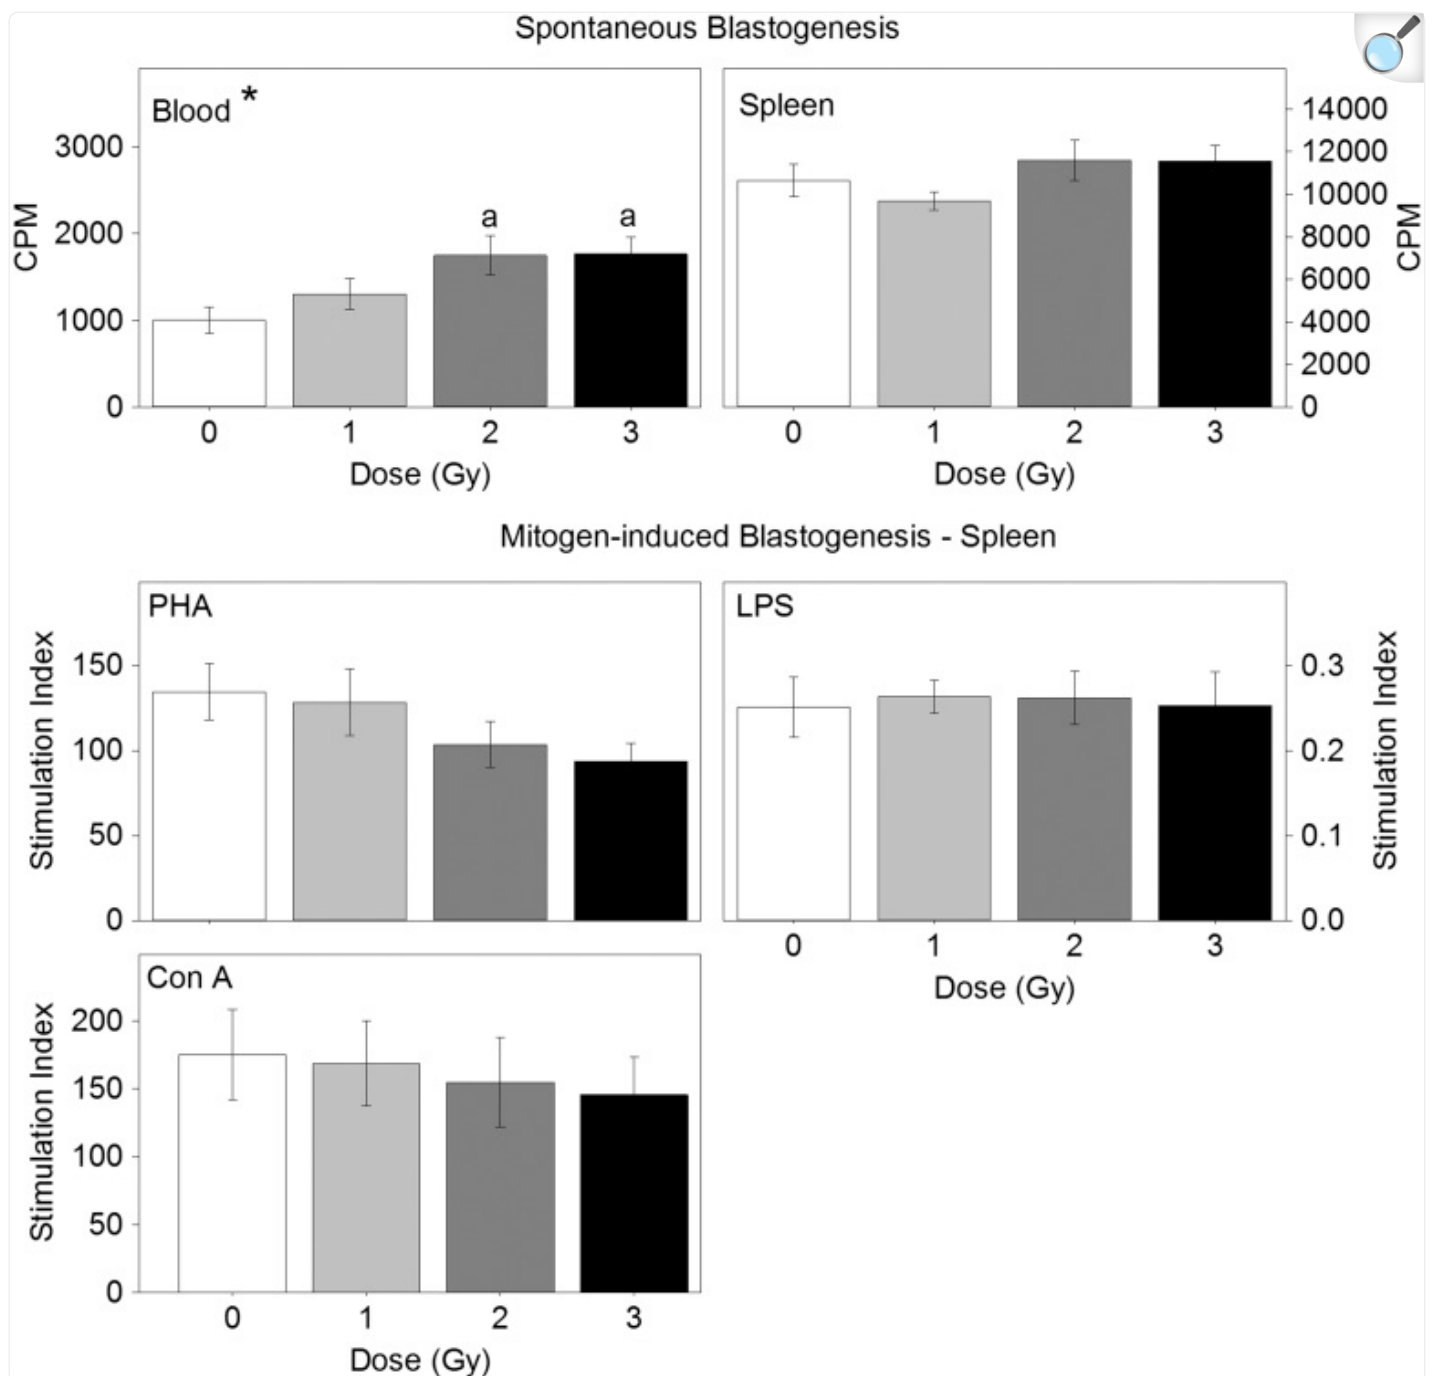 Spontaneous Blastogenesis
Blood *
Spleen
CPM
3000
2000
1000
0
a
a
14000
12000
10000
8000
6000
4000
2000
0
CPM
0 1 2 3
0 1 2 3
Dose (Gy)
Dose (Gy)
Mitogen-induced Blastogenesis - Spleen
PHA
LPS
Stimulation Index
150
100
50
0
0.3
0.2
0.1
0.0
Stimulation Index
0 1 2 3
Dose (Gy)
Con A
Stimulation Index
200
150
100
50
0
0 1 2 3
Dose (Gy)